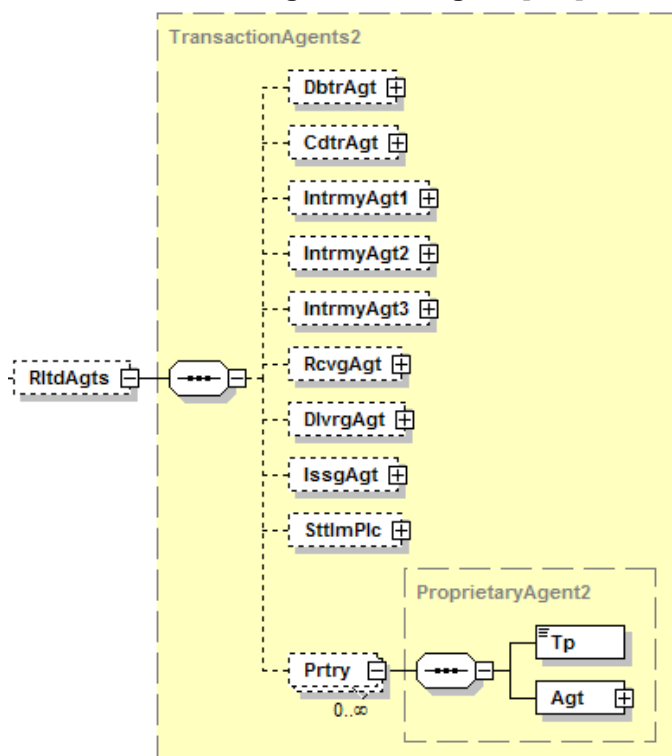 TransactionAgents2
DbtrAgt
CdtrAgt
IntrmyAgt1
IntrmyAgt2
IntrmyAgt3
RltdAgts
RcvgAgt
DlvrgAgt
IssgAgt
SttlmPlc
ProprietaryAgent2
Tp
Prtry
Agt
0..∞